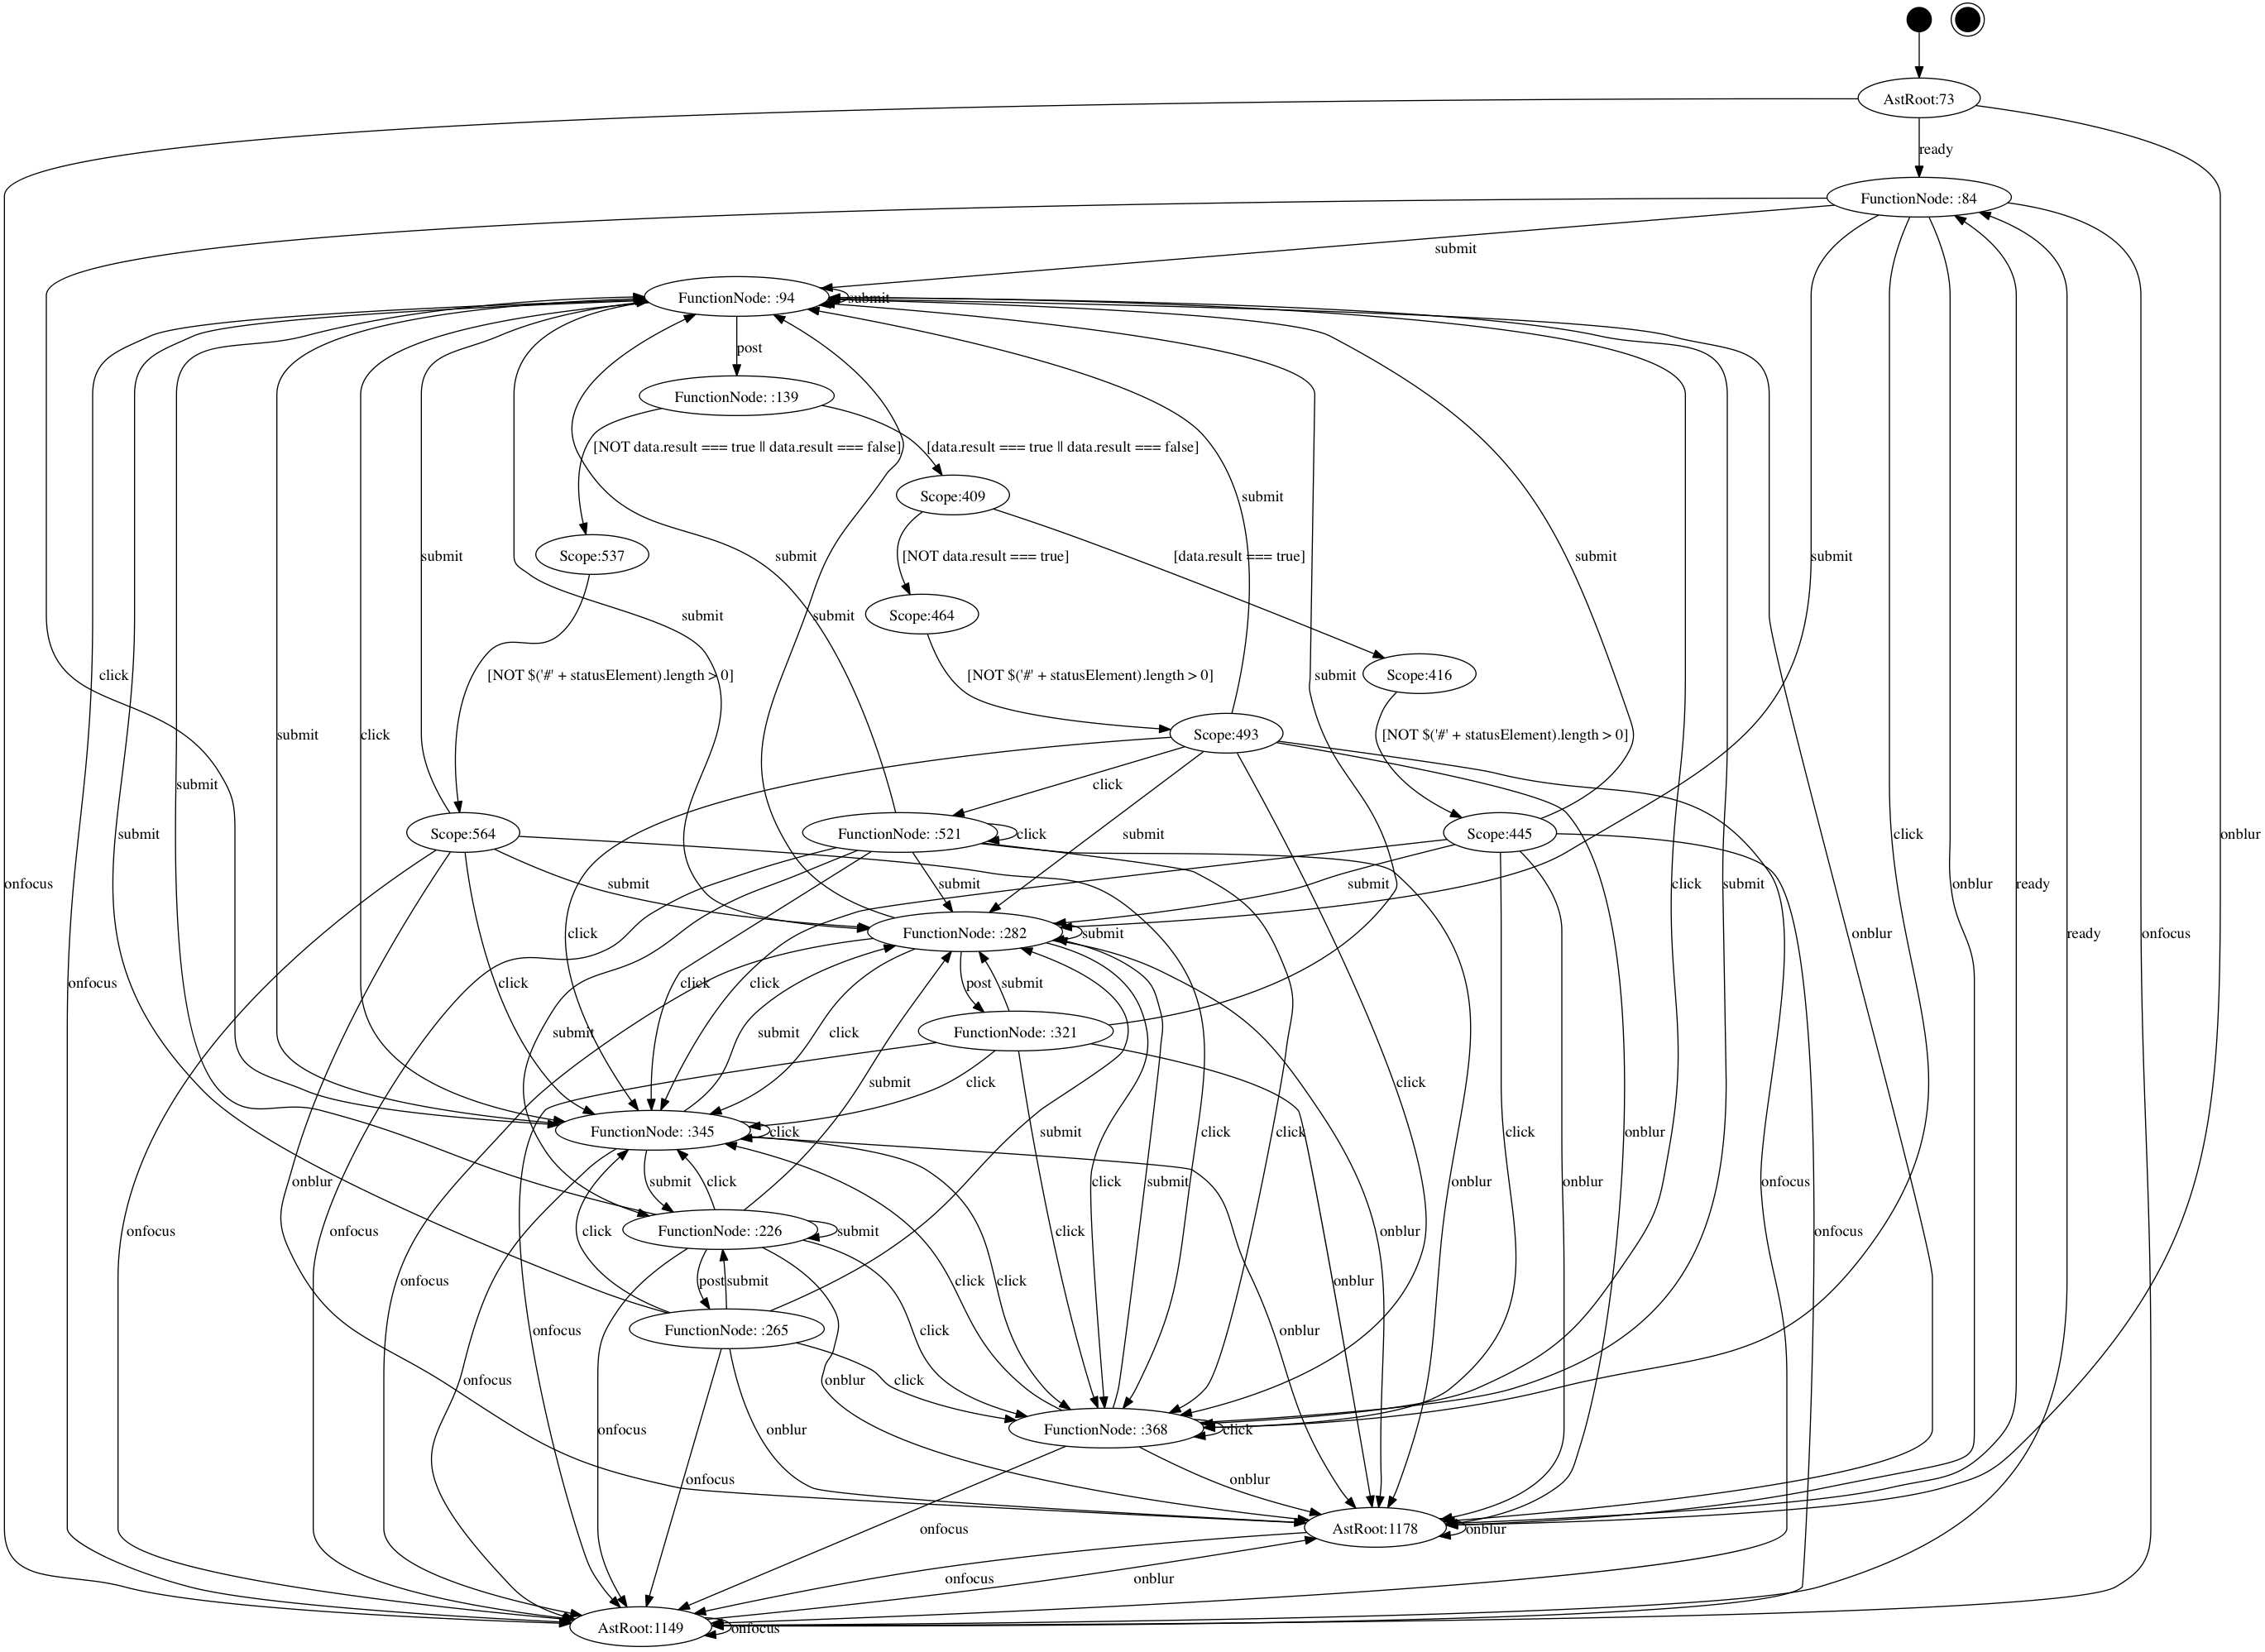 AstRoot:73
ready
FunctionNode: :84
submit
FunctionNode: :94
submit
post
FunctionNode: :139
[NOT data.result === true || data.result === false]
[data.result === true || data.result === false]
Scope:409
submit
submit
Scope:537
submit
[NOT data.result === true]
[data.result === true]
submit
submit
submit
submit
Scope:464
click
[NOT $('#' + statusElement).length > 0]
[NOT $('#' + statusElement).length > 0]
submit
Scope:416
submit
click
Scope:493
[NOT $('#' + statusElement).length > 0]
submit
click
submit
Scope:564
FunctionNode: :521
click
submit
Scope:445
click
onblur
onfocus
submit
submit
submit
click
submit
onblur
ready
click
FunctionNode: :282
submit
onblur
ready
onfocus
onfocus
click
click
click
post
submit
submit
submit
click
FunctionNode: :321
submit
click
click
FunctionNode: :345
click
submit
click
click
click
onblur
onblur
submit
click
click
submit
onblur
onblur
onfocus
onfocus
onfocus
click
FunctionNode: :226
submit
click
onblur
onfocus
onfocus
post
submit
click
click
onblur
onfocus
FunctionNode: :265
click
onblur
onfocus
onblur
click
onfocus
onblur
FunctionNode: :368
click
onfocus
onblur
onfocus
AstRoot:1178
onblur
onfocus
onblur
AstRoot:1149
onfocus